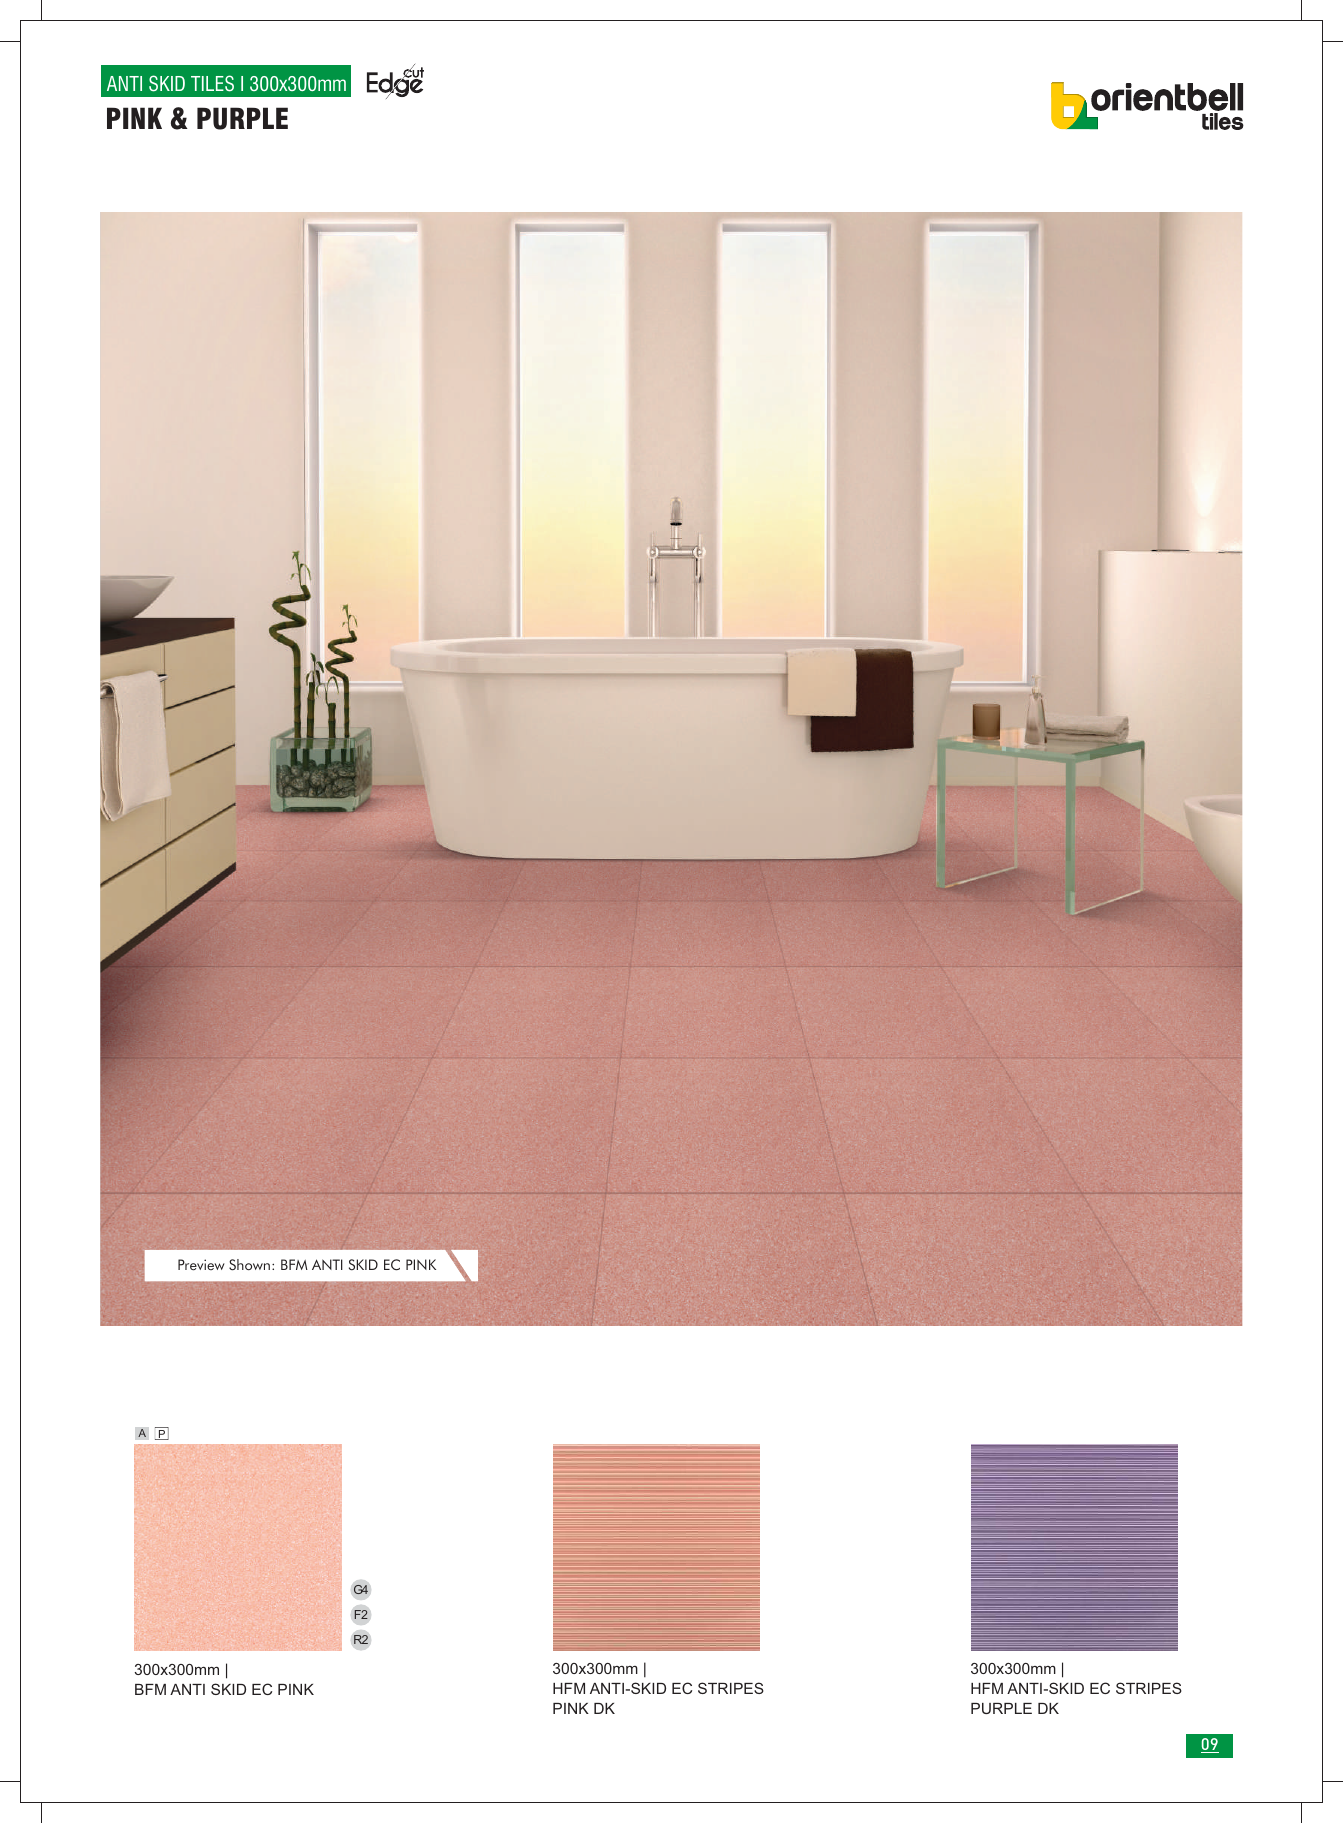 ANTI SKID TILES I 300x300mm
Edge cut
PINK & PURPLE
orientbell
tiles
Preview Shown: BFM ANTI SKID EC PINK
A P
G4
F2
R2
300x300mm |
BFM ANTI SKID EC PINK
300x300mm |
HFM ANTI-SKID EC STRIPES
PINK DK
300x300mm |
HFM ANTI-SKID EC STRIPES
PURPLE DK
09